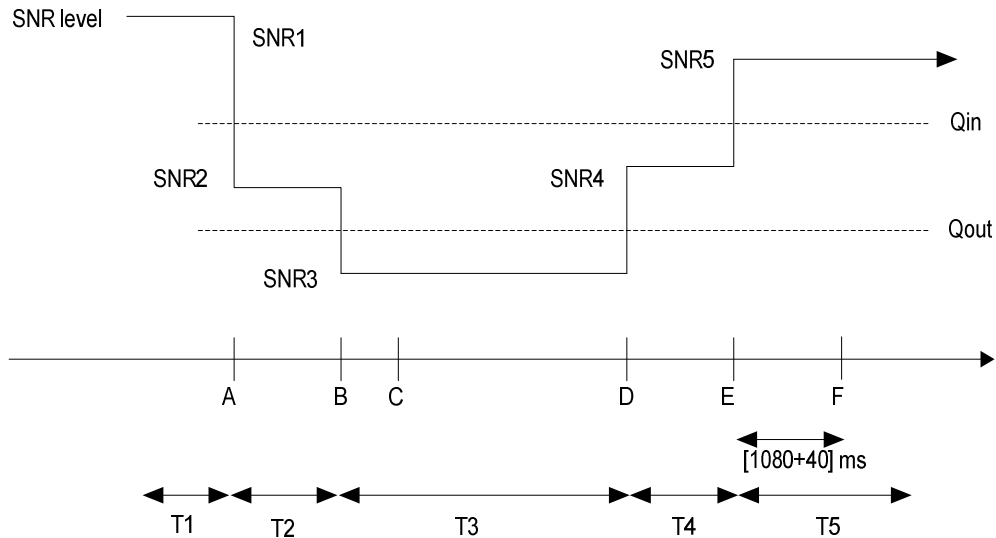 SNR level
SNR1
SNR5
Qin
SNR2
SNR4
Qout
SNR3
A
B
C
D
E
F
[1080+40] ms
T1
T2
T3
T4
T5